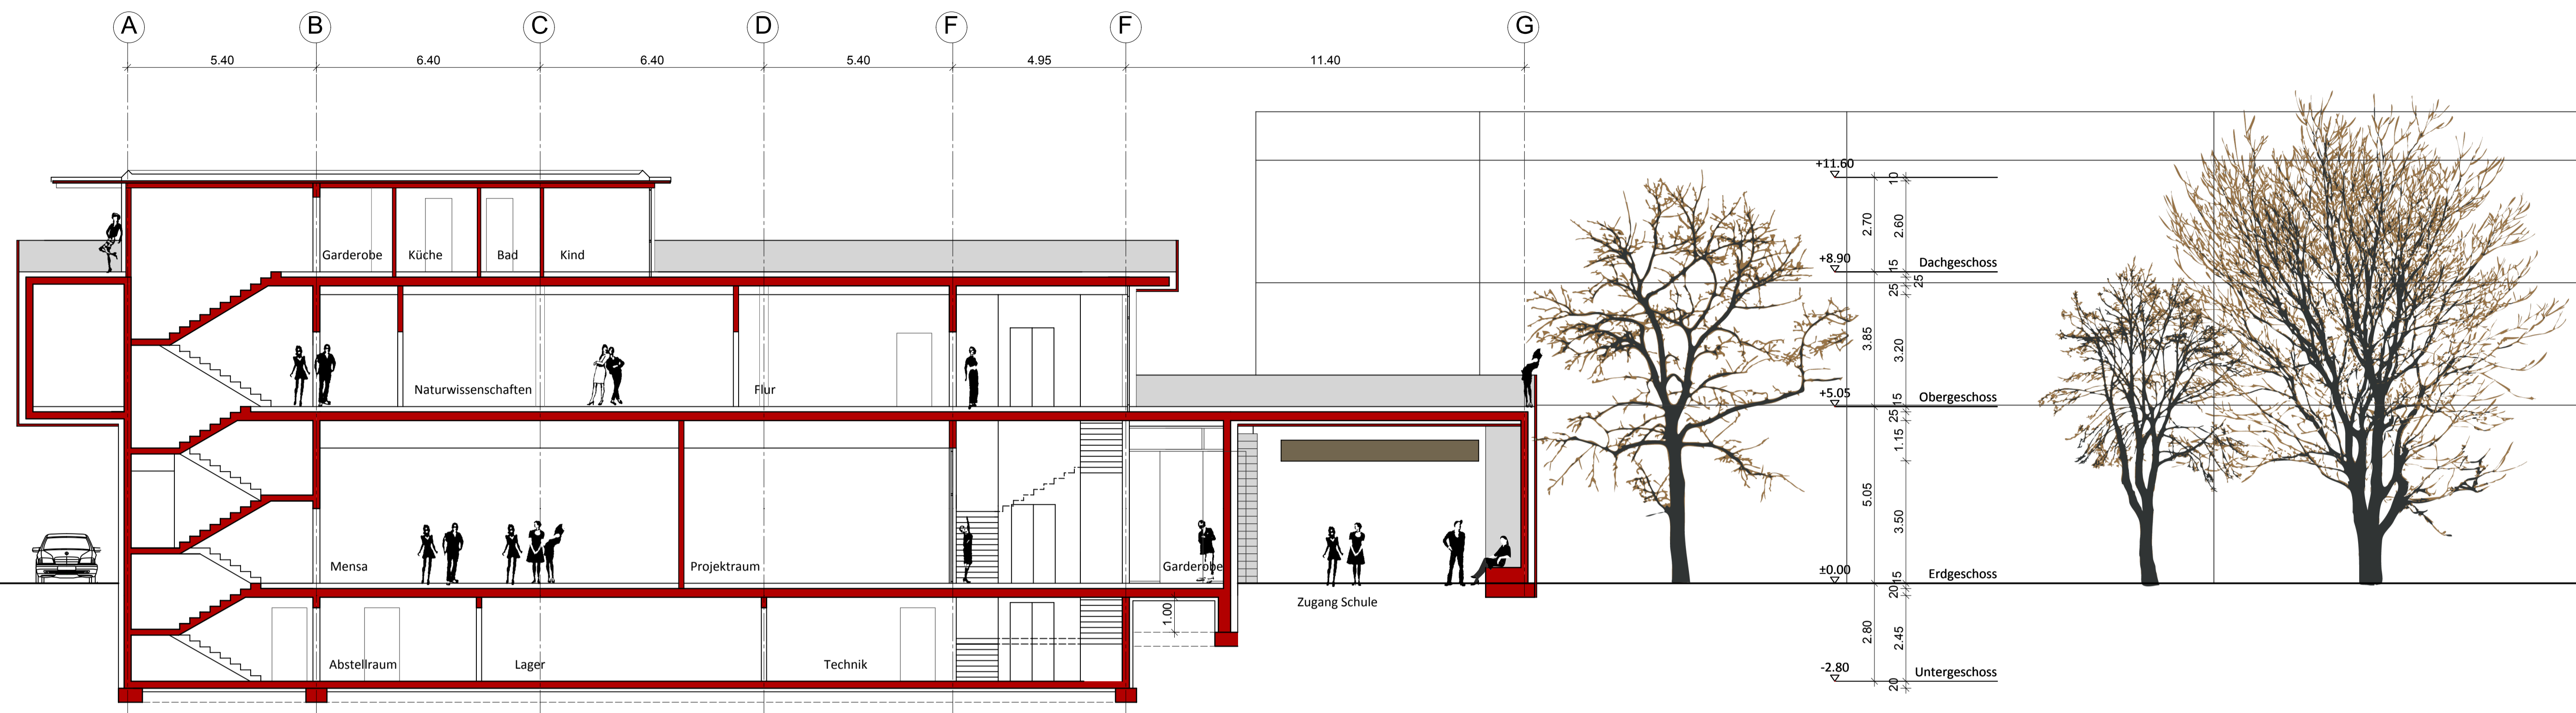 A B C D F F G
5.40 6.40 6.40 5.40 4.95 11.40
+11.60
10
2.70
2.60
Garderobe Küche Bad Kind
+8.90 Dachgeschoss
15
25
25
3.85
3.20
Naturwissenschaften Flur
+5.05 Obergeschoss
15
25
1.15
5.05
3.50
Mensa Projektraum Garderobe
±0.00 Erdgeschoss
15
20
Zugang Schule
1.00
2.80
2.45
Abstellraum Lager Technik
-2.80 Untergeschoss
20